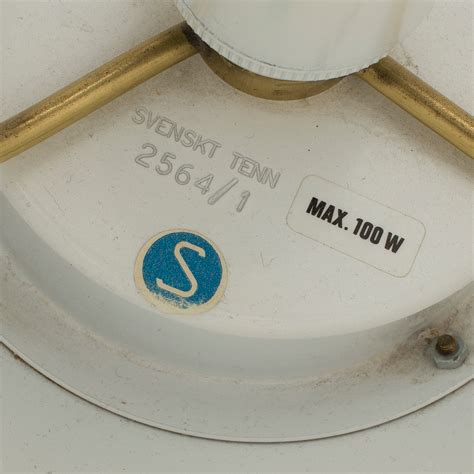 SVENSKT TENN
2564/1
MAX. 100 W
S